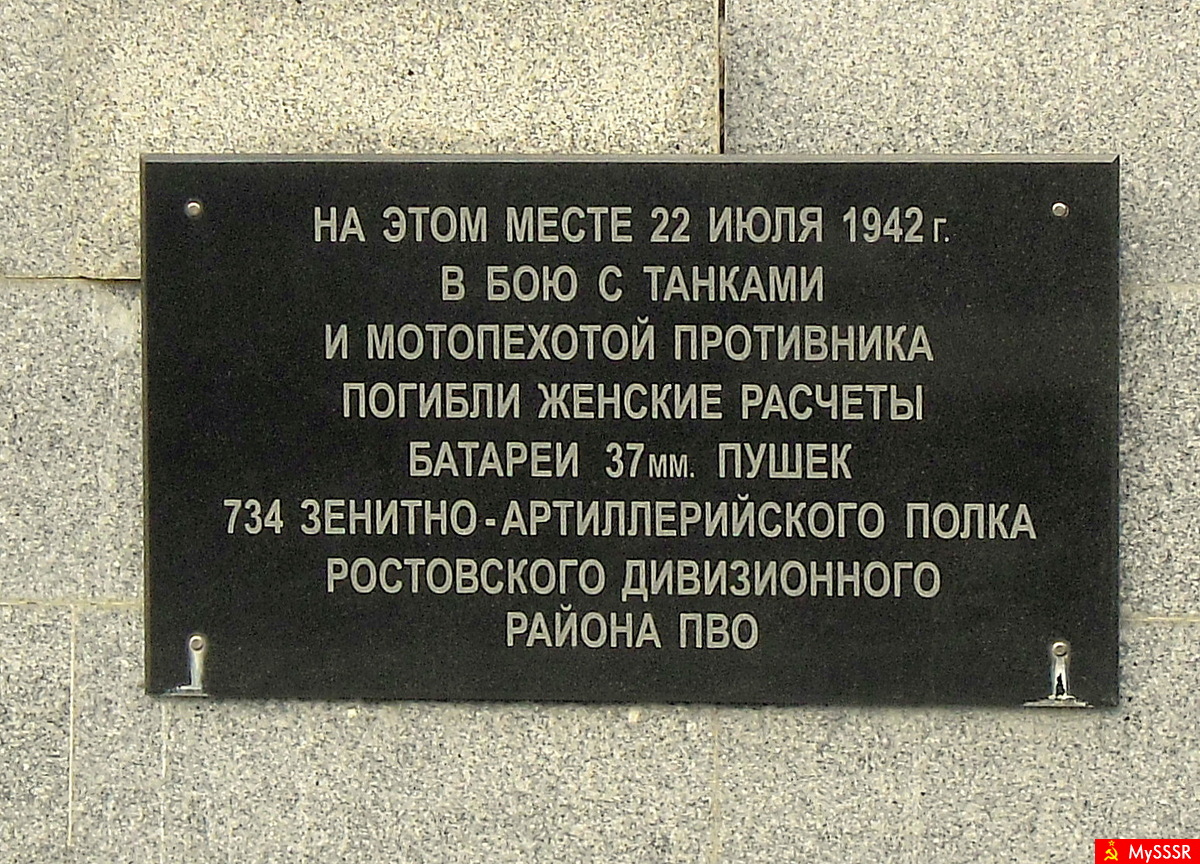 НА ЭТОМ МЕСТЕ 22 ИЮЛЯ 1942 г.
В БОЮ С ТАНКАМИ
И МОТОПЕХОТОЙ ПРОТИВНИКА
ПОГИБЛИ ЖЕНСКИЕ РАСЧЕТЫ
БАТАРЕИ 37мм. ПУШЕК
734 ЗЕНИТНО-АРТИЛЛЕРИЙСКОГО ПОЛКА
РОСТОВСКОГО ДИВИЗИОННОГО
РАЙОНА ПВО
MySSSR